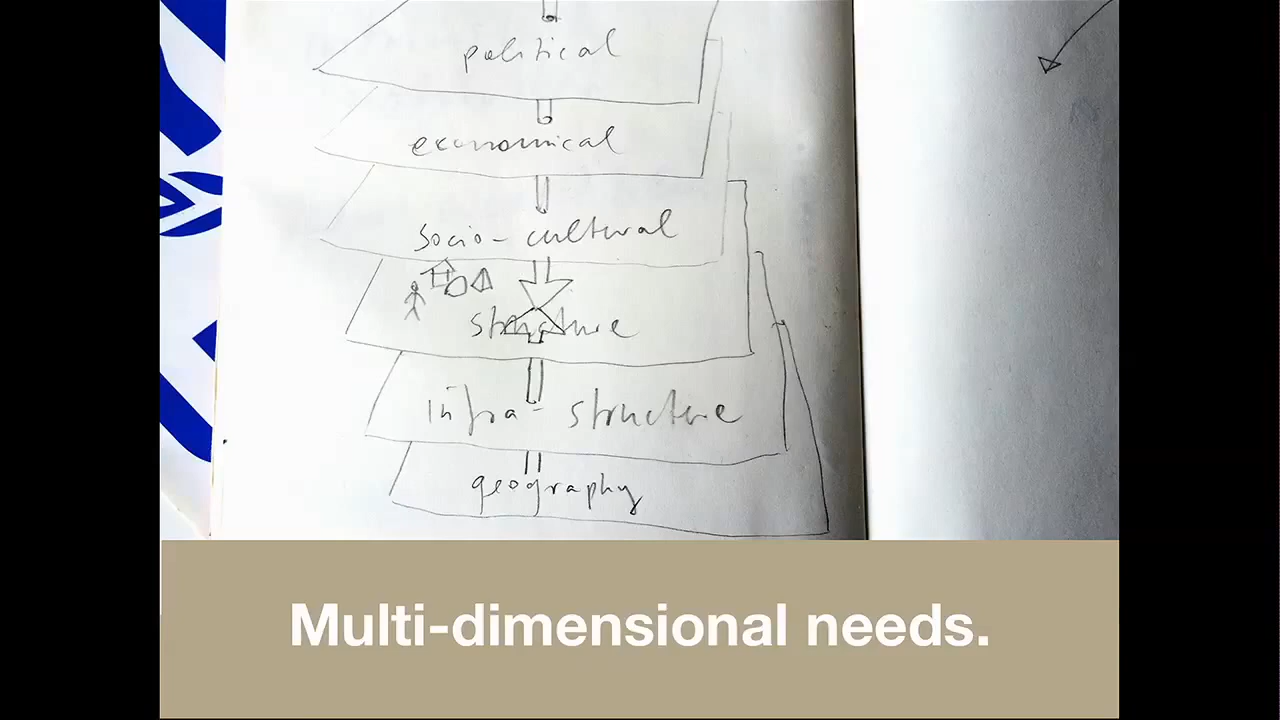 political
economical
socio-cultural
structure
infra-structure
geography
Multi-dimensional needs.